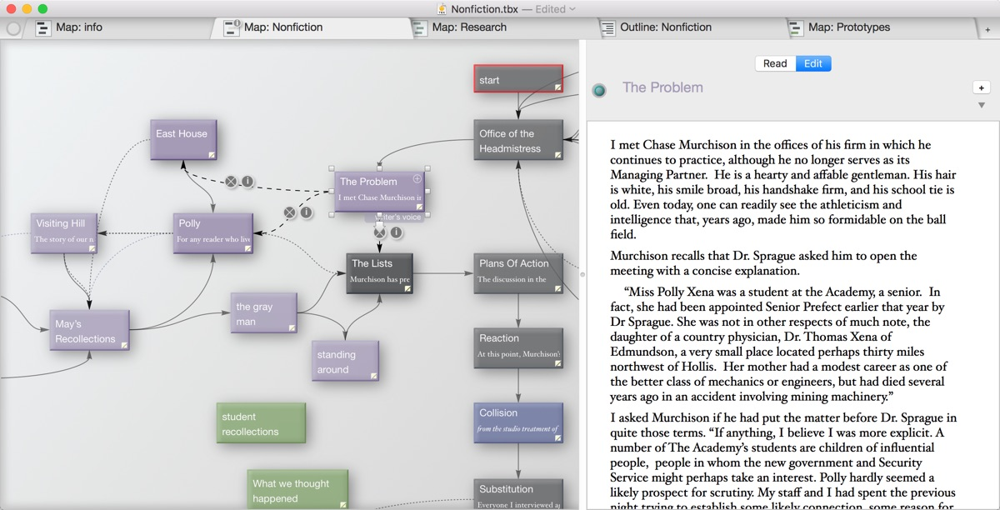 Nonfiction.tbx — Edited
Map: info
Map: Nonfiction
Map: Research
Outline: Nonfiction
Map: Prototypes
+
start
East House
Office of the
Headmistress
The Problem
I met Chase Murchison in
writer's voice
Visiting Hill
The story of our n
Polly
For any reader who live
The Lists
Murchison has pre
Plans Of Action
The discussion in the
the gray
man
May's
Recollections
standing
around
Reaction
At this point, Murchison'
student
recollections
Collision
from the studio treatment of
What we thought
happened
Substitution
Everyone I interviewed a
Read
Edit
The Problem
+
I met Chase Murchison in the offices of his firm in which he
continues to practice, although he no longer serves as its
Managing Partner.  He is a hearty and affable gentleman. His hair
is white, his smile broad, his handshake firm, and his school tie is
old. Even today, one can readily see the athleticism and
intelligence that, years ago, made him so formidable on the ball
field.
Murchison recalls that Dr. Sprague asked him to open the
meeting with a concise explanation.
“Miss Polly Xena was a student at the Academy, a senior.  In
fact, she had been appointed Senior Prefect earlier that year by
Dr Sprague. She was not in other respects of much note, the
daughter of a country physician, Dr. Thomas Xena of
Edmundson, a very small place located perhaps thirty miles
northwest of Hollis.  Her mother had a modest career as one of
the better class of mechanics or engineers, but had died several
years ago in an accident involving mining machinery.”
I asked Murchison if he had put the matter before Dr. Sprague in
quite those terms. “If anything, I believe I was more explicit. A
number of The Academy’s students are children of influential
people,  people in whom the new government and Security
Service might perhaps take an interest. Polly hardly seemed a
likely prospect for scrutiny. My staff and I had spent the previous
night trying to establish some likely connection, some reason for